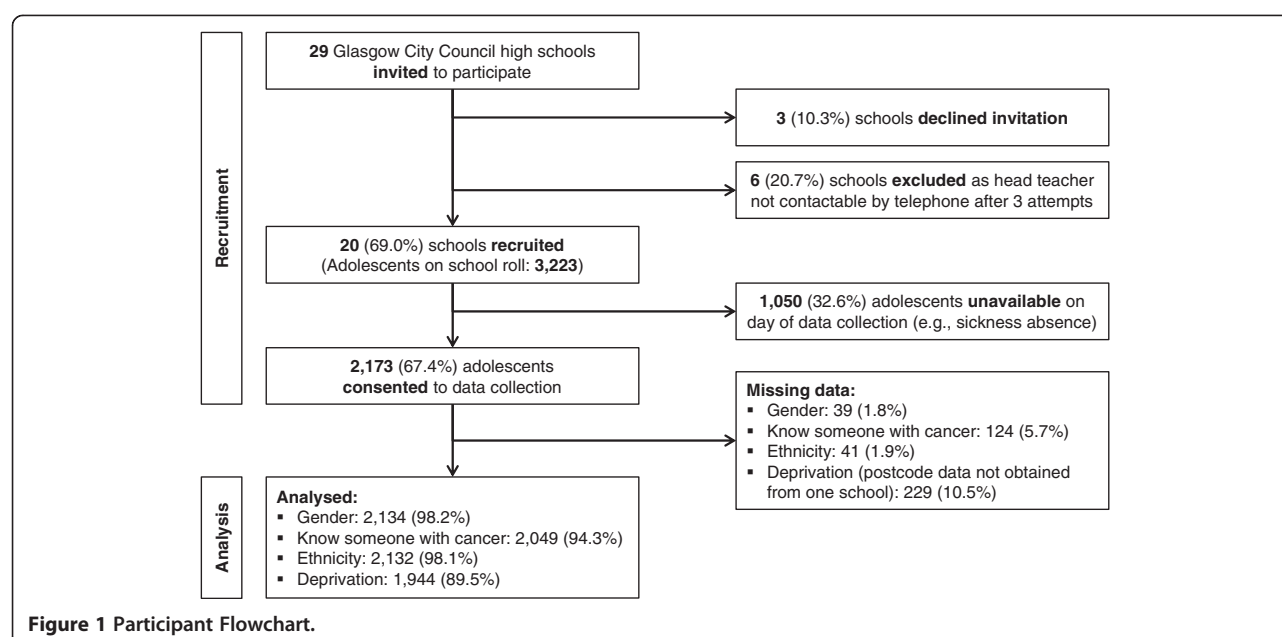 29 Glasgow City Council high schools
invited to participate
3 (10.3%) schools declined invitation
6 (20.7%) schools excluded as head teacher
not contactable by telephone after 3 attempts
Recruitment
20 (69.0%) schools recruited
(Adolescents on school roll: 3,223)
1,050 (32.6%) adolescents unavailable on
day of data collection (e.g., sickness absence)
2,173 (67.4%) adolescents
consented to data collection
Missing data:
▪ Gender: 39 (1.8%)
▪ Know someone with cancer: 124 (5.7%)
▪ Ethnicity: 41 (1.9%)
▪ Deprivation (postcode data not obtained
from one school): 229 (10.5%)
Analysis
Analysed:
▪ Gender: 2,134 (98.2%)
▪ Know someone with cancer: 2,049 (94.3%)
▪ Ethnicity: 2,132 (98.1%)
▪ Deprivation: 1,944 (89.5%)
Figure 1 Participant Flowchart.